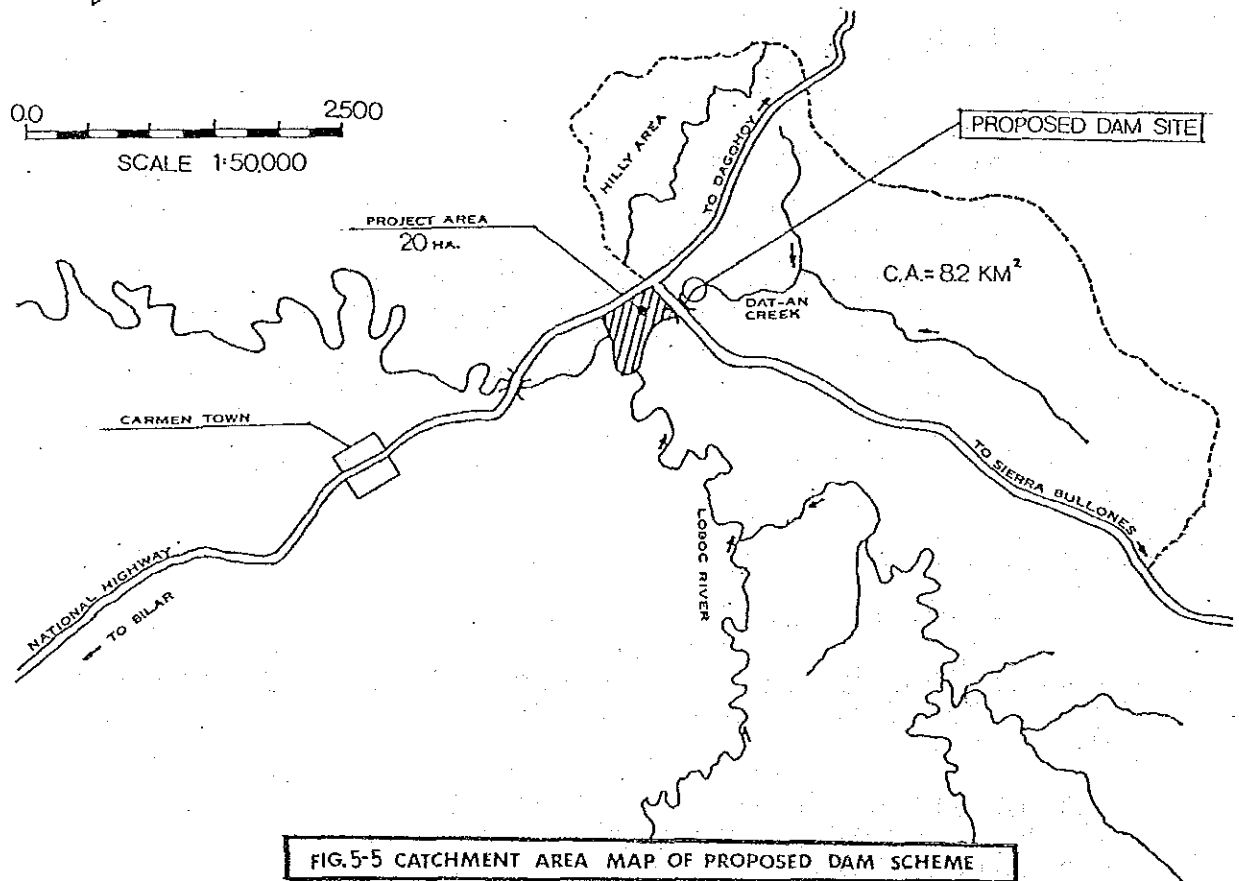 0.0 2500
SCALE 1:50,000
PROPOSED DAM SITE
HILLY AREA
TO DAGOHOY
PROJECT AREA
20 HA.
C.A.= 8.2 KM²
DAT-AN
CREEK
CARMEN TOWN
TO SIERRA BULLONES
LOBOC RIVER
NATIONAL HIGHWAY
TO BILAR
FIG. 5-5 CATCHMENT AREA MAP OF PROPOSED DAM SCHEME